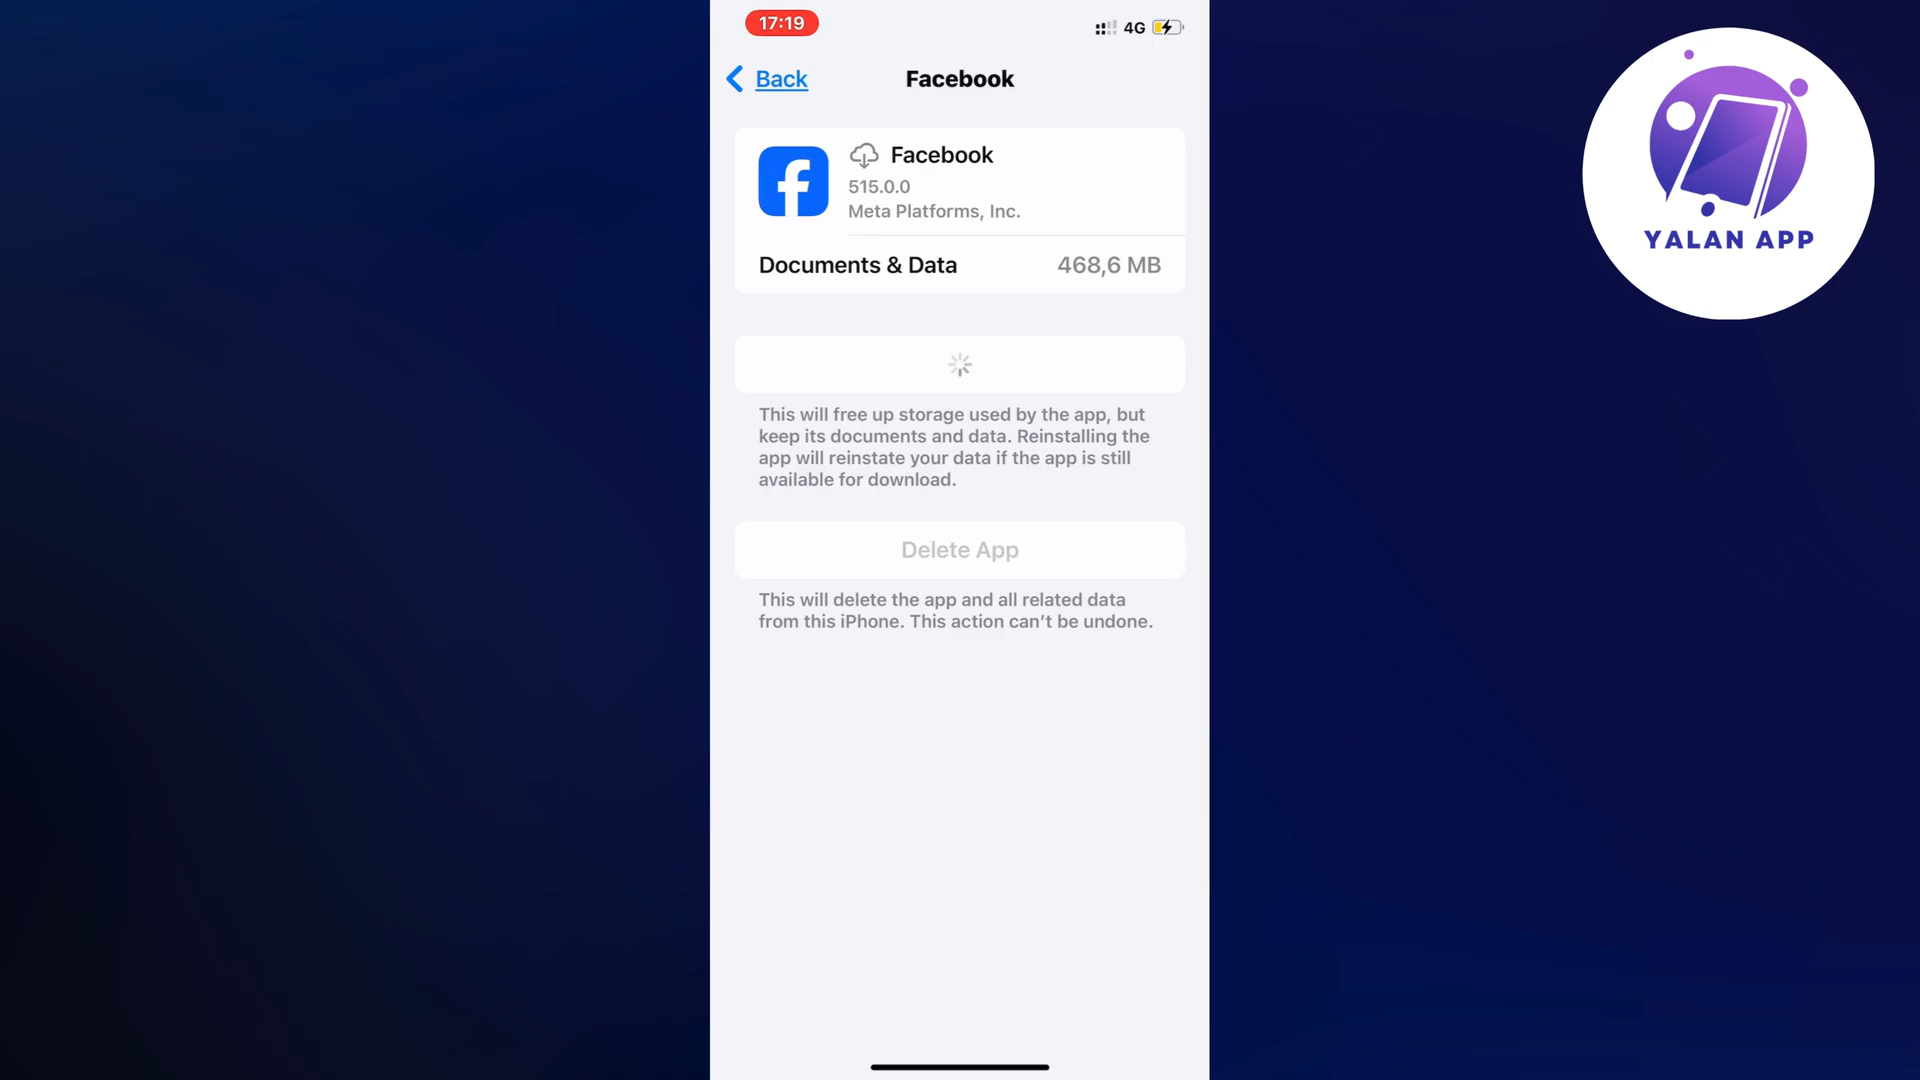 17:19
4G
Back
Facebook
Facebook
515.0.0
Meta Platforms, Inc.
Documents & Data
468,6 MB
This will free up storage used by the app, but
keep its documents and data. Reinstalling the
app will reinstate your data if the app is still
available for download.
Delete App
This will delete the app and all related data
from this iPhone. This action can’t be undone.
YALAN APP